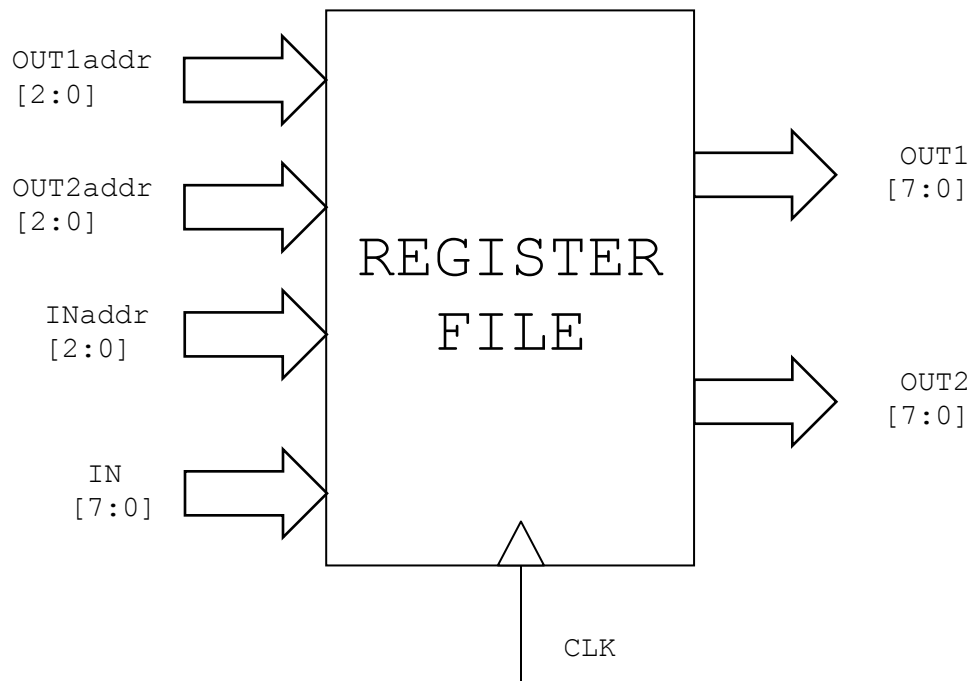 OUT1addr
[2:0]
OUT2addr
[2:0]
INaddr
[2:0]
IN
[7:0]
REGISTER
FILE
OUT1
[7:0]
OUT2
[7:0]
CLK